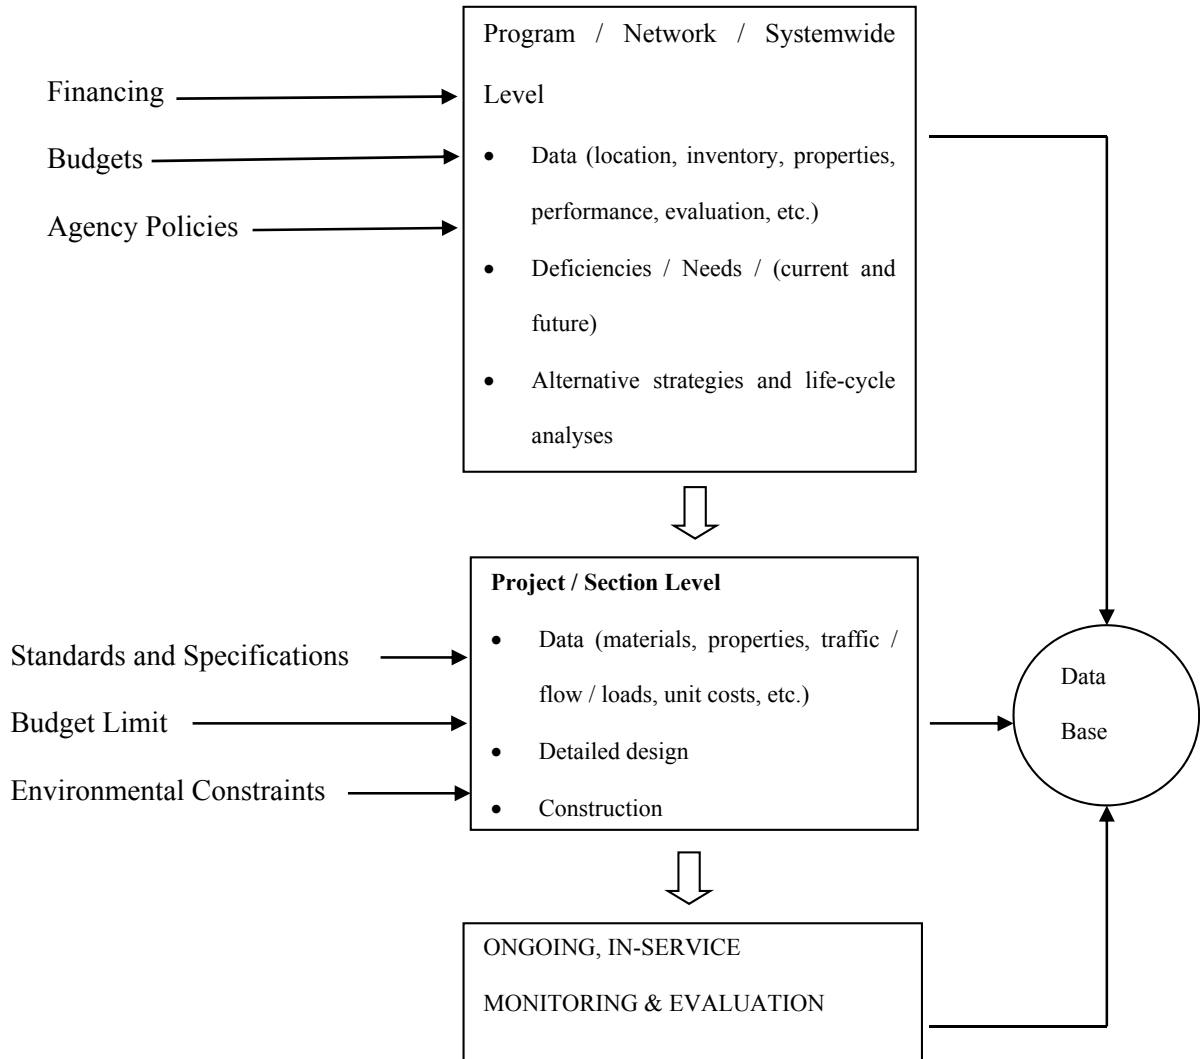 Program / Network / Systemwide
Level
Financing
Budgets
Agency Policies
• Data (location, inventory, properties,
performance, evaluation, etc.)
• Deficiencies / Needs / (current and
future)
• Alternative strategies and life-cycle
analyses
Project / Section Level
• Data (materials, properties, traffic /
flow / loads, unit costs, etc.)
• Detailed design
• Construction
Standards and Specifications
Budget Limit
Environmental Constraints
Data
Base
ONGOING, IN-SERVICE
MONITORING & EVALUATION